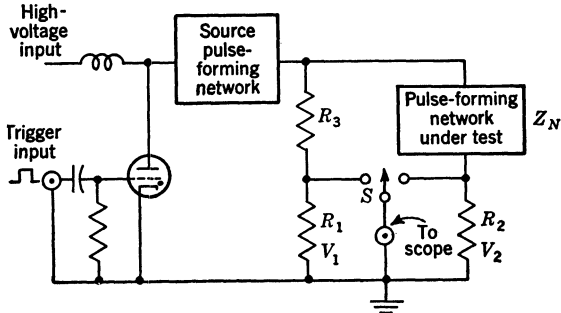 High-
voltage
input
Source
pulse-
forming
network
R3
Pulse-forming
network
under test
ZN
Trigger
input
S
R1
V1
To
scope
R2
V2